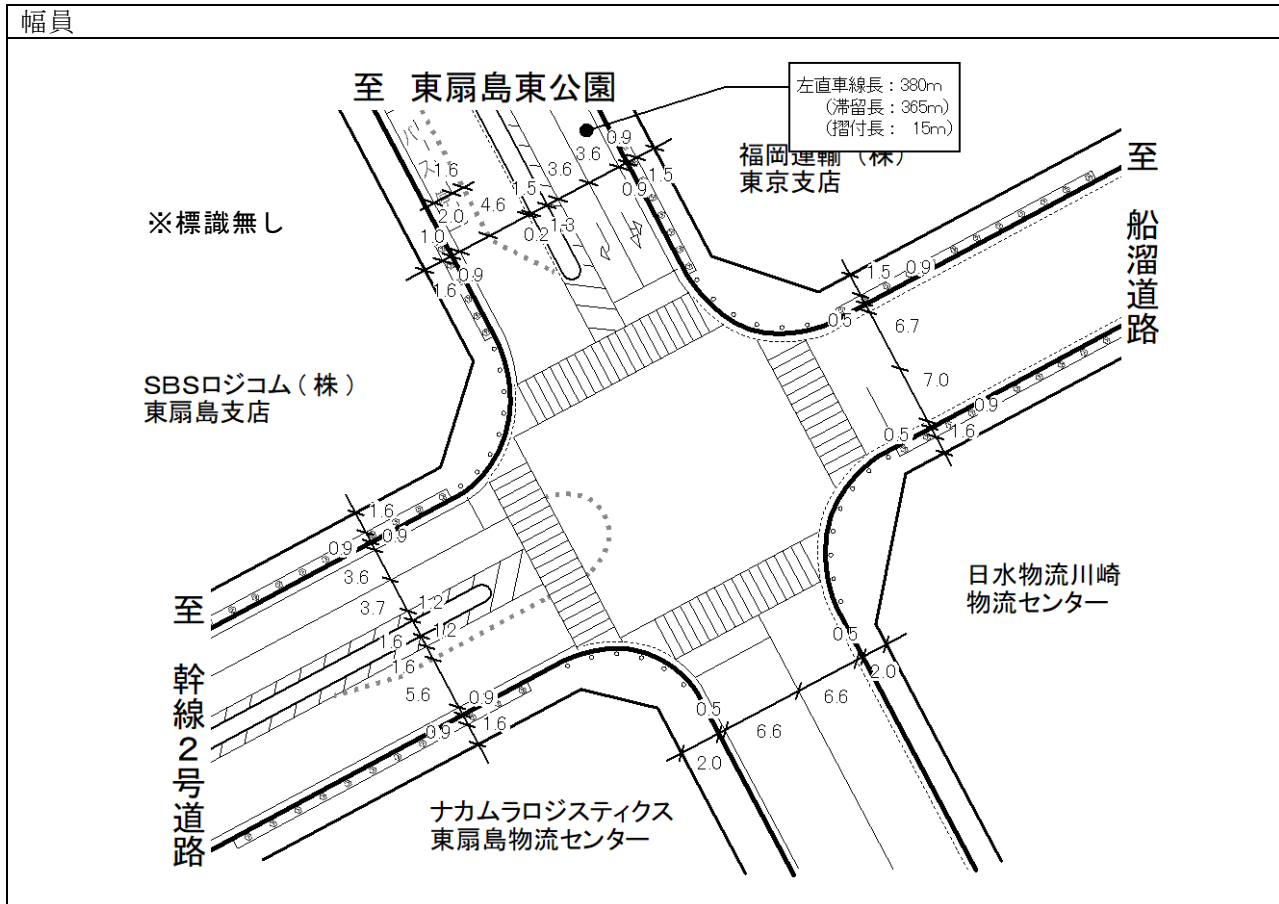 幅員
至 東扇島東公園
左直車線長：380m
（滞留長：365m）
（摺付長： 15m）
福岡運輸（株）
東京支店
至 船溜道路
※標識無し
バ
ス
1.6
2.0
1.0
0.9
1.6
4.6
1.5
0.2
1.3
3.6
3.6
0.9
0.9
1.5
1.5
0.9
0.5
6.7
7.0
0.9
0.5
1.6
SBSロジコム（株）
東扇島支店
1.6
0.9
0.9
3.6
3.7
1.2
1.2
1.6
1.6
5.6
0.9
0.9
1.6
至 幹線２号道路
日水物流川崎
物流センター
0.5
2.0
6.6
6.6
0.5
2.0
ナカムラロジスティクス
東扇島物流センター